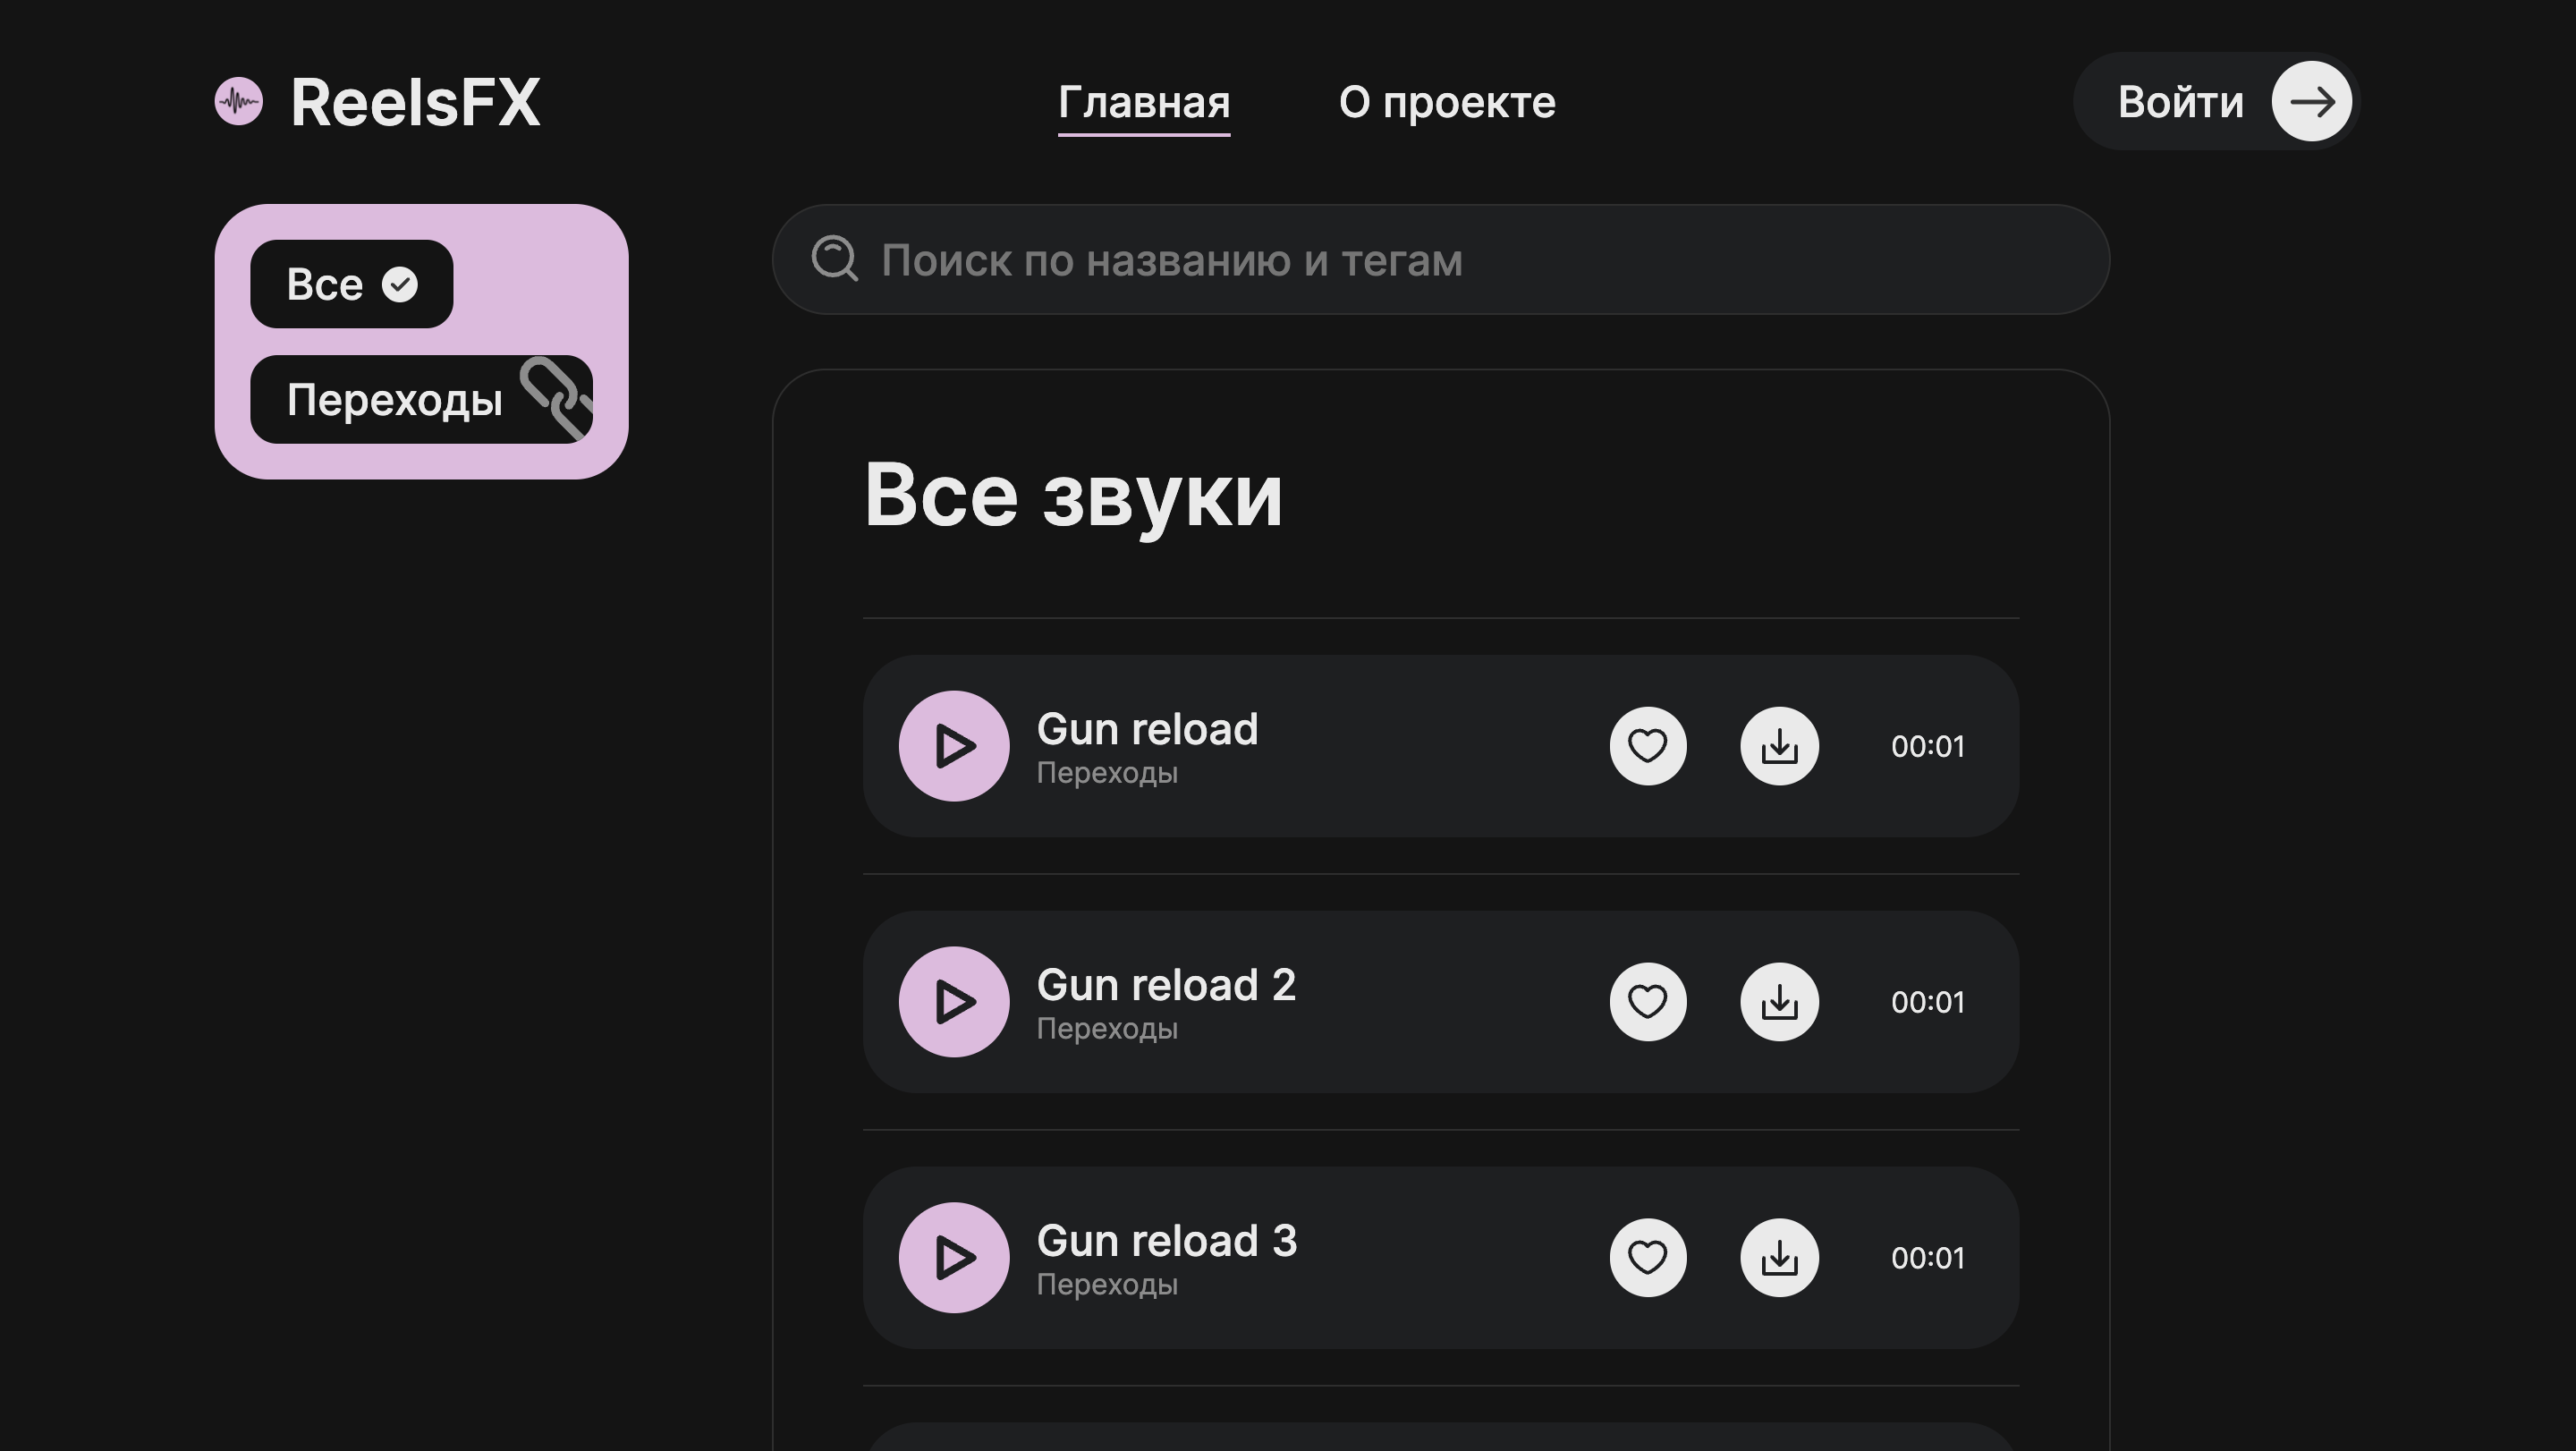 ReelsFX
Главная
О проекте
Войти
Все
Переходы
Поиск по названию и тегам
Все звуки
Gun reload
Переходы
00:01
Gun reload 2
Переходы
00:01
Gun reload 3
Переходы
00:01